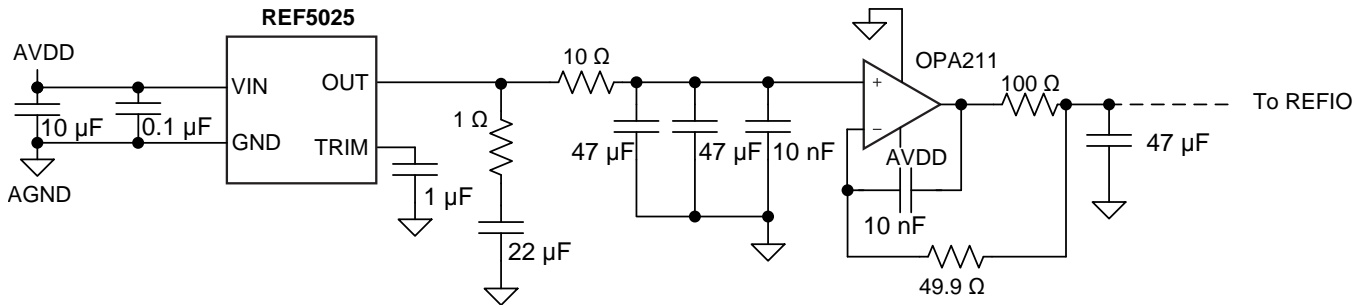 REF5025
AVDD
VIN
OUT
10 µF
0.1 µF
GND
TRIM
AGND
1 µF
1 Ω
22 µF
10 Ω
47 µF
47 µF
10 nF
+
−
OPA211
AVDD
10 nF
49.9 Ω
100 Ω
47 µF
To REFIO